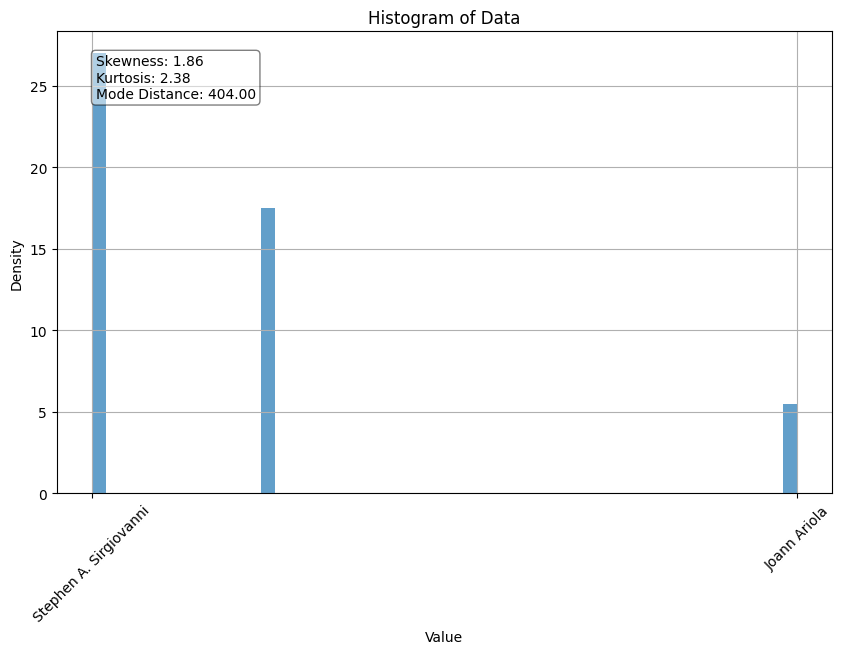 Histogram of Data
Skewness: 1.86
Kurtosis: 2.38
Mode Distance: 404.00
25
20
15
10
5
0
Density
Stephen A. Sirgiovanni
Joann Ariola
Value